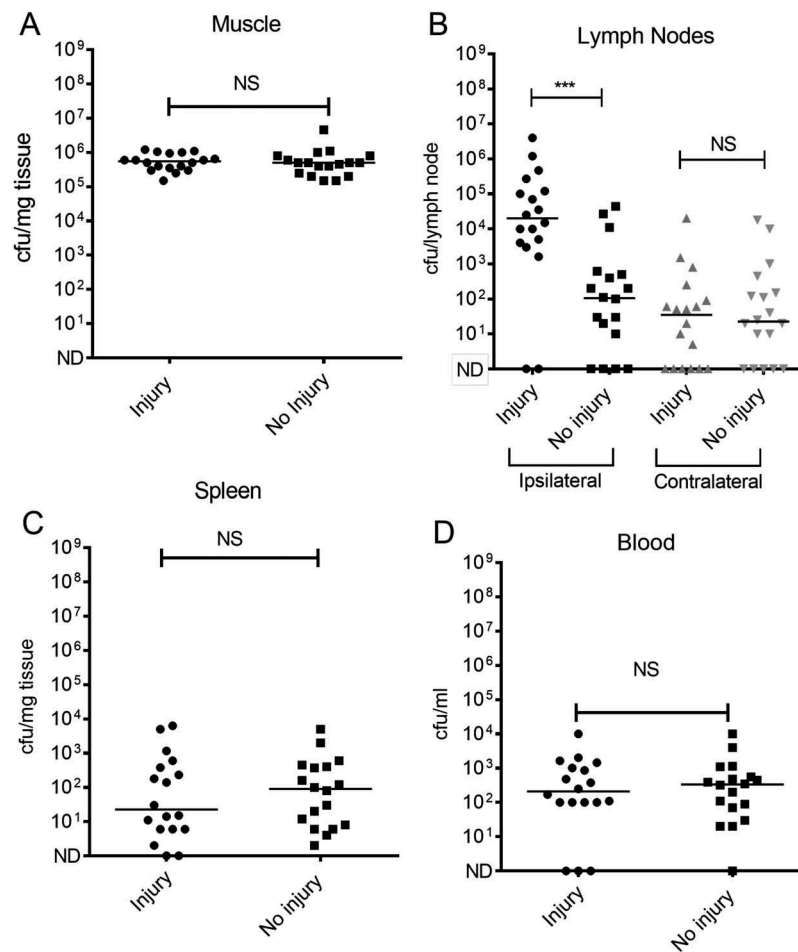 A
Muscle
10⁹
10⁸
10⁷
10⁶
10⁵
10⁴
10³
10²
10¹
ND
cfu/mg tissue
NS
Injury
No Injury
B
Lymph Nodes
10⁹
10⁸
10⁷
10⁶
10⁵
10⁴
10³
10²
10¹
ND
cfu/lymph node
***
NS
Injury
No injury
Injury
No injury
Ipsilateral
Contralateral
C
Spleen
10⁹
10⁸
10⁷
10⁶
10⁵
10⁴
10³
10²
10¹
ND
cfu/mg tissue
NS
Injury
No injury
D
Blood
10⁹
10⁸
10⁷
10⁶
10⁵
10⁴
10³
10²
10¹
ND
cfu/ml
NS
Injury
No injury